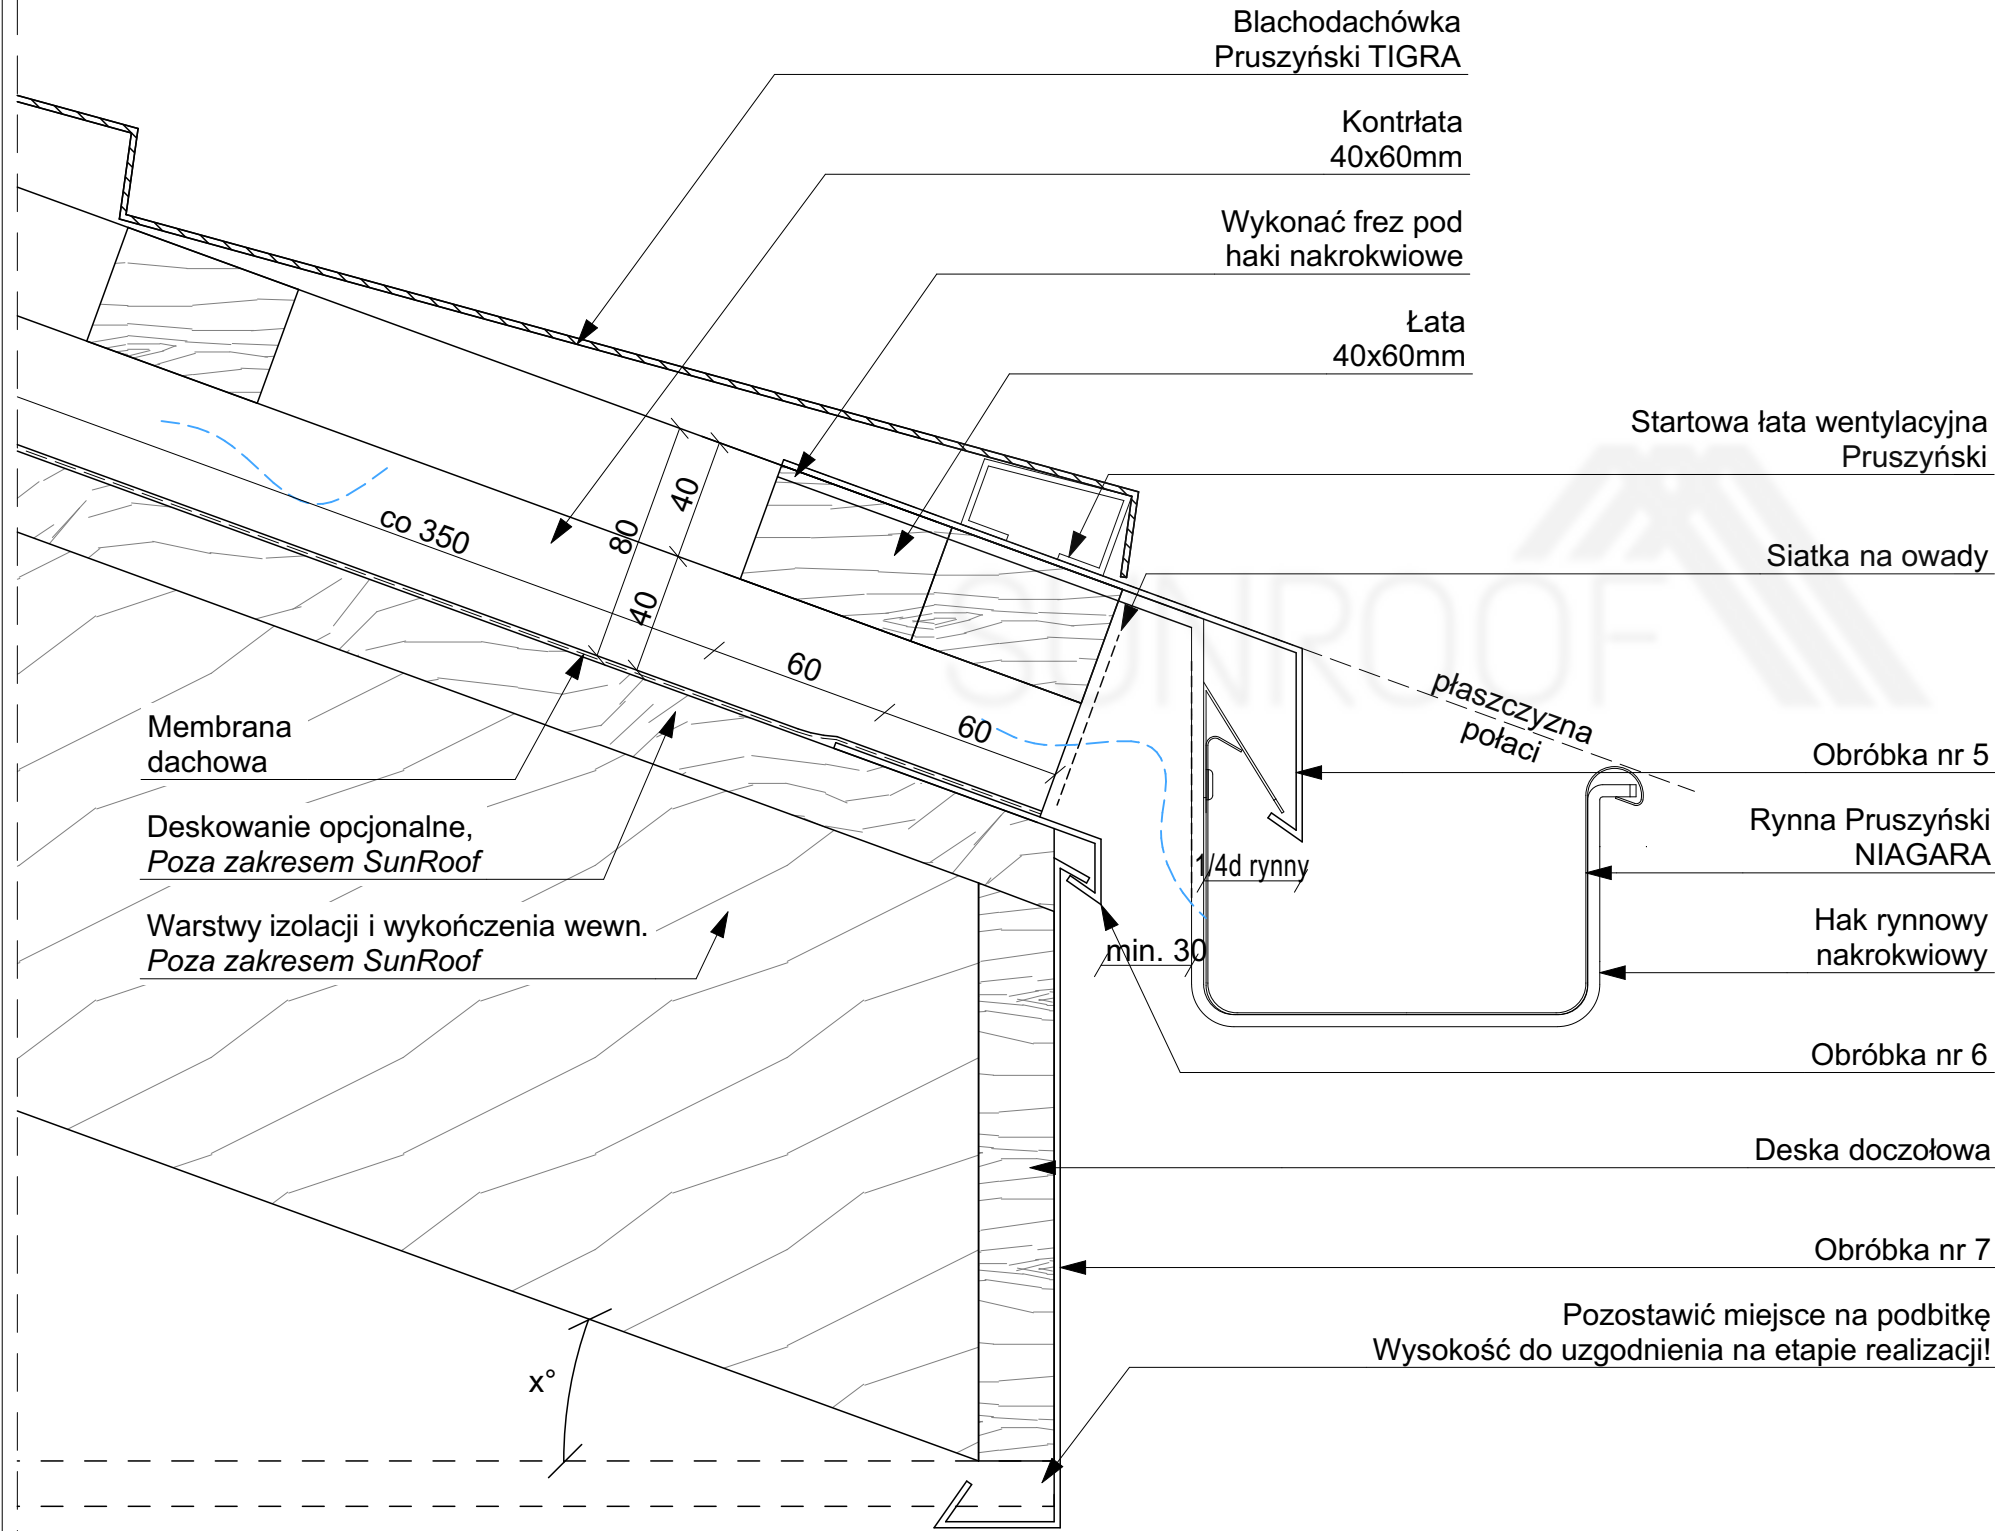 Blachodachówka
Pruszyński TIGRA
Kontrłata
40x60mm
Wykonać frez pod
haki nakrokwiowe
Łata
40x60mm
Startowa łata wentylacyjna
Pruszyński
Siatka na owady
co 350
80
40
40
60
60
SUNROOF
płaszczyzna
połaci
Membrana
dachowa
Deskowanie opcjonalne,
Poza zakresem SunRoof
Warstwy izolacji i wykończenia wewn.
Poza zakresem SunRoof
1/4d rynny
min. 30
Obróbka nr 5
Rynna Pruszyński
NIAGARA
Hak rynnowy
nakrokwiowy
Obróbka nr 6
Deska doczołowa
Obróbka nr 7
Pozostawić miejsce na podbitkę
Wysokość do uzgodnienia na etapie realizacji!
x°